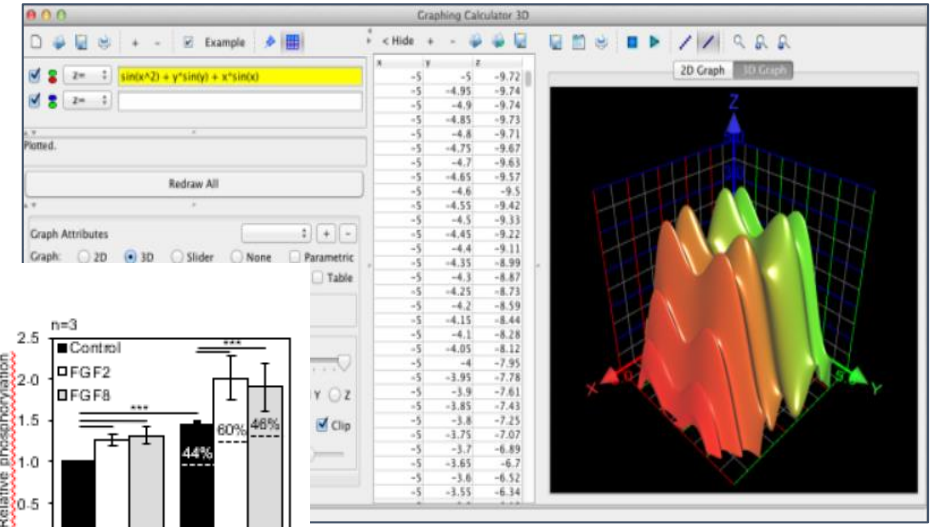 Graphing Calculator 3D
+ - Example
< Hide + -
2D Graph 3D Graph
z= sin(x^2) + y*sin(y) + x*sin(x)
z=
Plotted.
Redraw All
Graph Attributes + -
Graph: 2D 3D Slider None Parametric
Table
Y Z
Clip
x y z
-5 -5 -9.72
-5 -4.95 -9.74
-5 -4.9 -9.74
-5 -4.85 -9.73
-5 -4.8 -9.71
-5 -4.75 -9.67
-5 -4.7 -9.63
-5 -4.65 -9.57
-5 -4.6 -9.5
-5 -4.55 -9.42
-5 -4.5 -9.33
-5 -4.45 -9.22
-5 -4.4 -9.11
-5 -4.35 -8.99
-5 -4.3 -8.87
-5 -4.25 -8.73
-5 -4.2 -8.59
-5 -4.15 -8.44
-5 -4.1 -8.28
-5 -4.05 -8.12
-5 -4 -7.95
-5 -3.95 -7.78
-5 -3.9 -7.61
-5 -3.85 -7.43
-5 -3.8 -7.25
-5 -3.75 -7.07
-5 -3.7 -6.89
-5 -3.65 -6.7
-5 -3.6 -6.52
-5 -3.55 -6.34
Z
X
Y
n=3
Relative phosphorylation
2.5
2.0
1.5
1.0
0.5
Control
FGF2
FGF8
***
***
44%
60%
46%